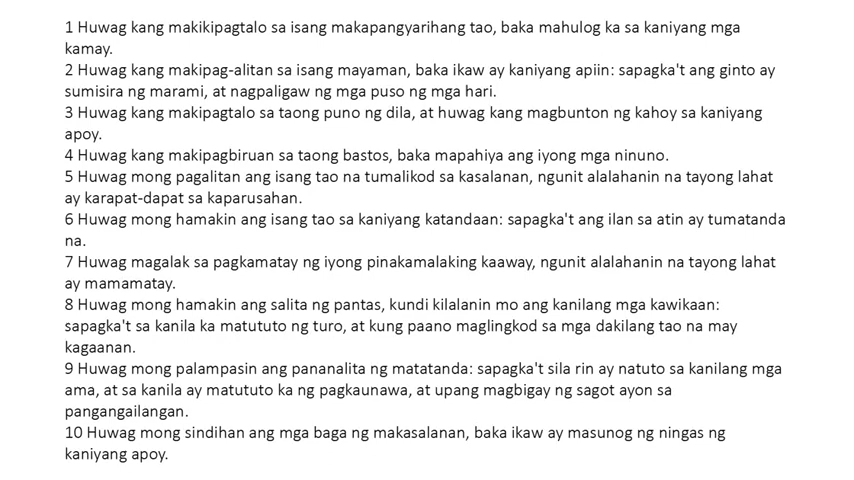 1 Huwag kang makikipagtalo sa isang makapangyarihang tao, baka mahulog ka sa kaniyang mga
kamay.
2 Huwag kang makipag-alitan sa isang mayaman, baka ikaw ay kaniyang apiin: sapagka't ang ginto ay
sumisira ng marami, at nagpaligaw ng mga puso ng mga hari.
3 Huwag kang makipagtalo sa taong puno ng dila, at huwag kang magbunton ng kahoy sa kaniyang
apoy.
4 Huwag kang makipagbiruan sa taong bastos, baka mapahiya ang iyong mga ninuno.
5 Huwag mong pagalitan ang isang tao na tumalikod sa kasalanan, ngunit alalahanin na tayong lahat
ay karapat-dapat sa kaparusahan.
6 Huwag mong hamakin ang isang tao sa kaniyang katandaan: sapagka't ang ilan sa atin ay tumatanda
na.
7 Huwag magalak sa pagkamatay ng iyong pinakamalaking kaaway, ngunit alalahanin na tayong lahat
ay mamamatay.
8 Huwag mong hamakin ang salita ng pantas, kundi kilalanin mo ang kanilang mga kawikaan:
sapagka't sa kanila ka matututo ng turo, at kung paano maglingkod sa mga dakilang tao na may
kagaanan.
9 Huwag mong palampasin ang pananalita ng matatanda: sapagka't sila rin ay natuto sa kanilang mga
ama, at sa kanila ay matututo ka ng pagkaunawa, at upang magbigay ng sagot ayon sa
pangangailangan.
10 Huwag mong sindihan ang mga baga ng makasalanan, baka ikaw ay masunog ng ningas ng
kaniyang apoy.